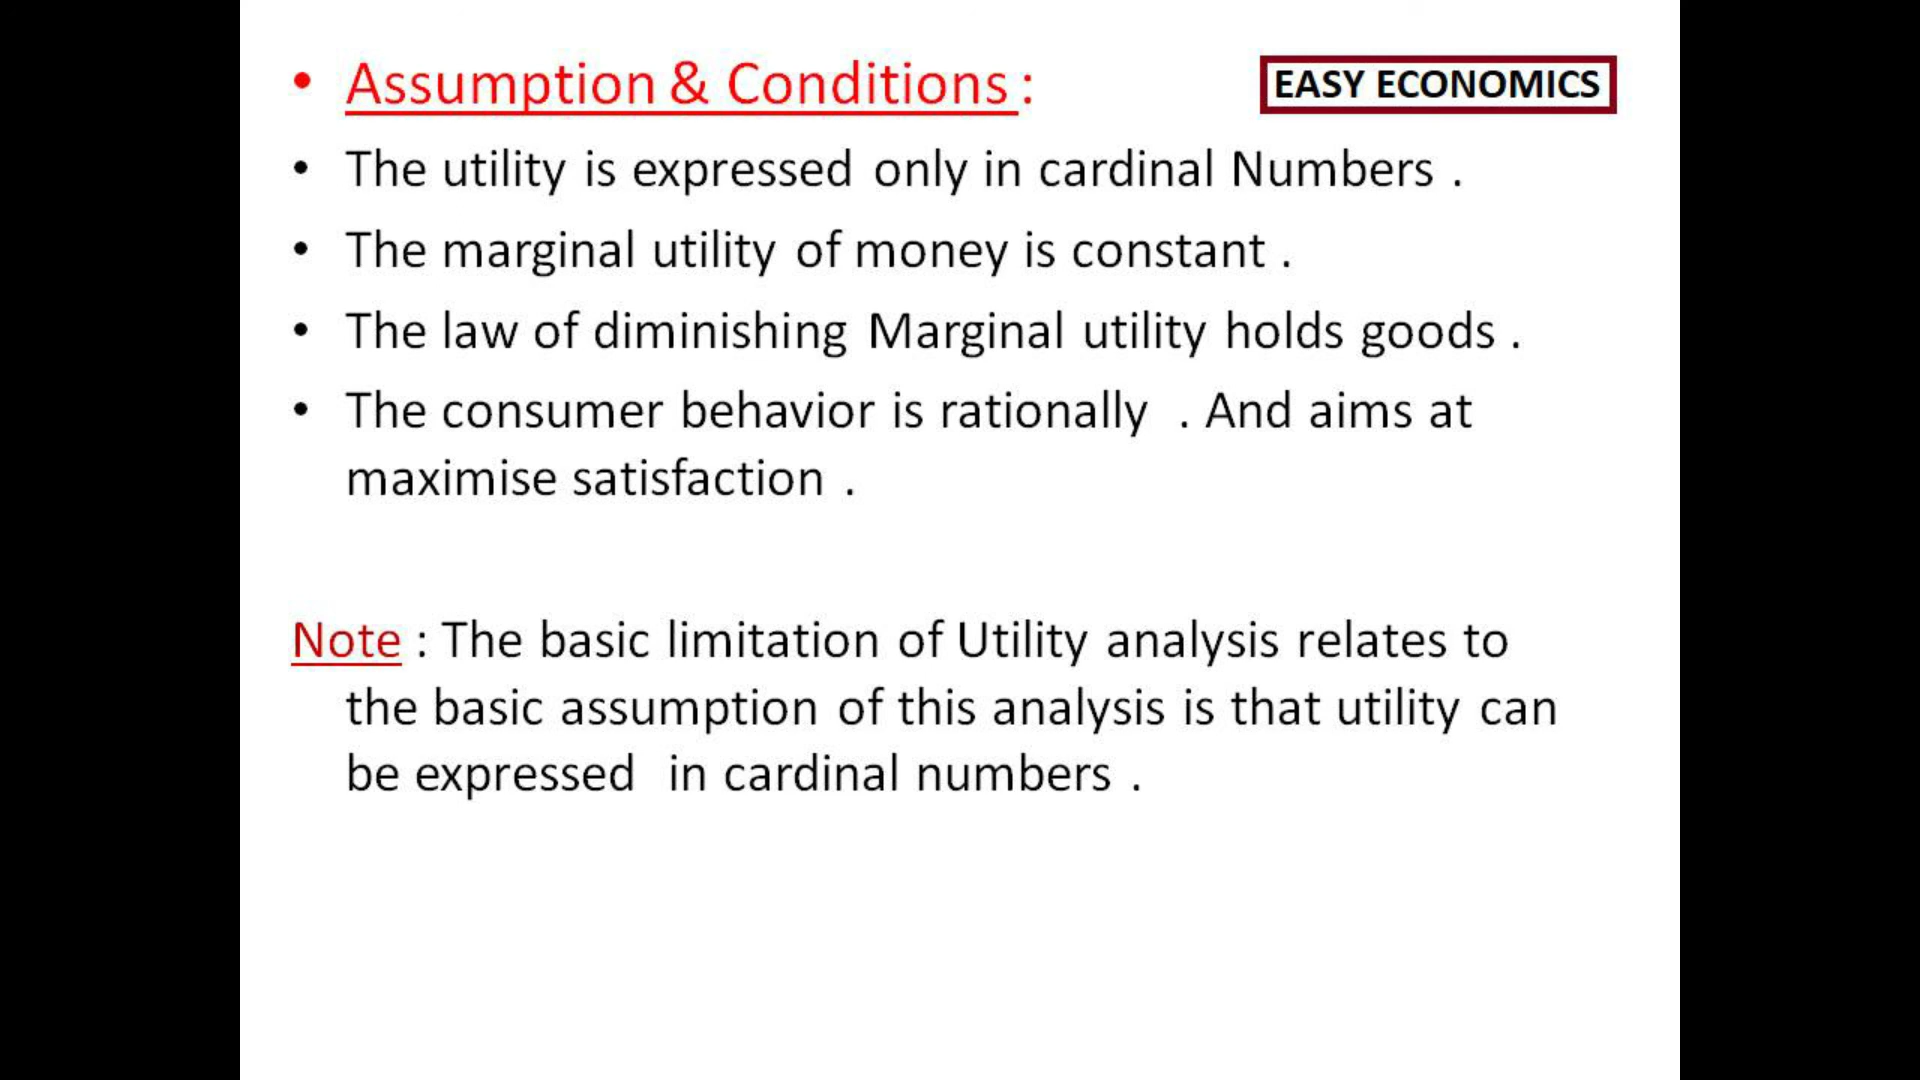 • Assumption & Conditions :
EASY ECONOMICS
• The utility is expressed only in cardinal Numbers .
• The marginal utility of money is constant .
• The law of diminishing Marginal utility holds goods .
• The consumer behavior is rationally . And aims at
maximise satisfaction .
Note : The basic limitation of Utility analysis relates to
the basic assumption of this analysis is that utility can
be expressed in cardinal numbers .